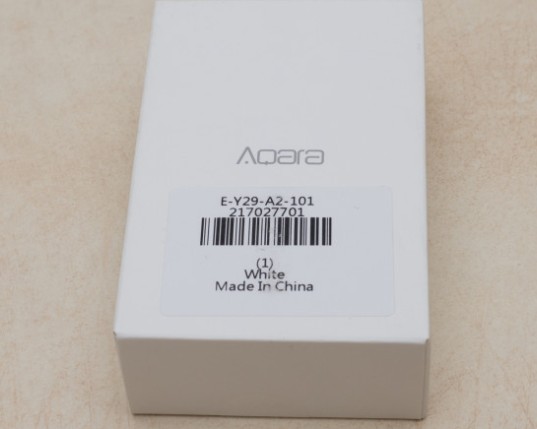 Aqara
E-Y29-A2-101
217027701
(1)
White
Made In China